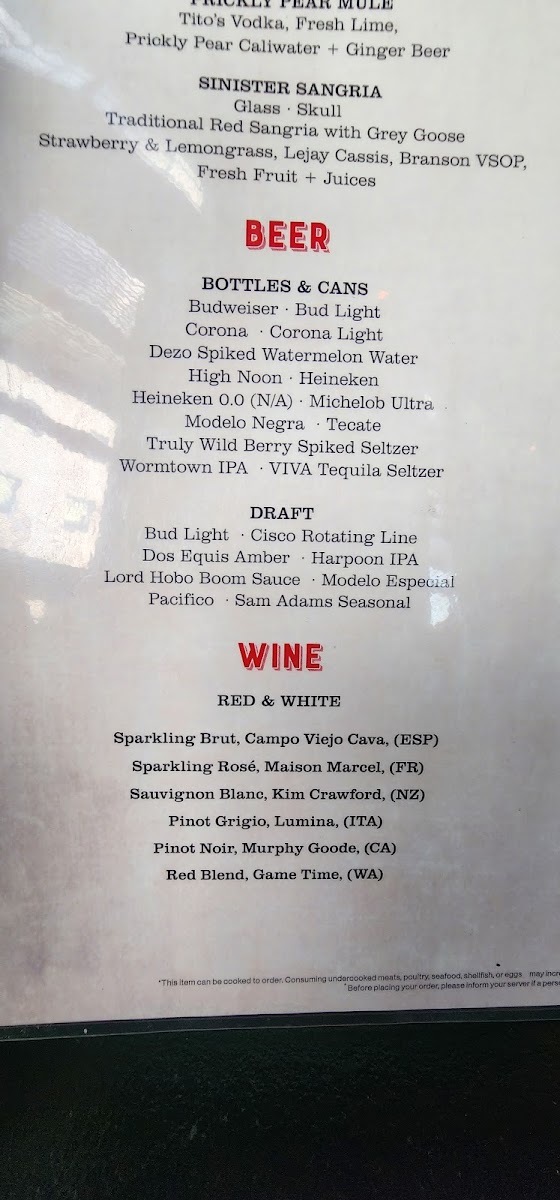 PRICKLY PEAR MULE
Tito's Vodka, Fresh Lime,
Prickly Pear Caliwater + Ginger Beer
SINISTER SANGRIA
Glass · Skull
Traditional Red Sangria with Grey Goose
Strawberry & Lemongrass, Lejay Cassis, Branson VSOP,
Fresh Fruit + Juices
BEER
BOTTLES & CANS
Budweiser · Bud Light
Corona · Corona Light
Dezo Spiked Watermelon Water
High Noon · Heineken
Heineken 0.0 (N/A) · Michelob Ultra
Modelo Negra · Tecate
Truly Wild Berry Spiked Seltzer
Wormtown IPA · VIVA Tequila Seltzer
DRAFT
Bud Light · Cisco Rotating Line
Dos Equis Amber · Harpoon IPA
Lord Hobo Boom Sauce · Modelo Especial
Pacifico · Sam Adams Seasonal
WINE
RED & WHITE
Sparkling Brut, Campo Viejo Cava, (ESP)
Sparkling Rosé, Maison Marcel, (FR)
Sauvignon Blanc, Kim Crawford, (NZ)
Pinot Grigio, Lumina, (ITA)
Pinot Noir, Murphy Goode, (CA)
Red Blend, Game Time, (WA)
*This item can be cooked to order. Consuming undercooked meats, poultry, seafood, shellfish, or eggs may incre
*Before placing your order, please inform your server if a perso